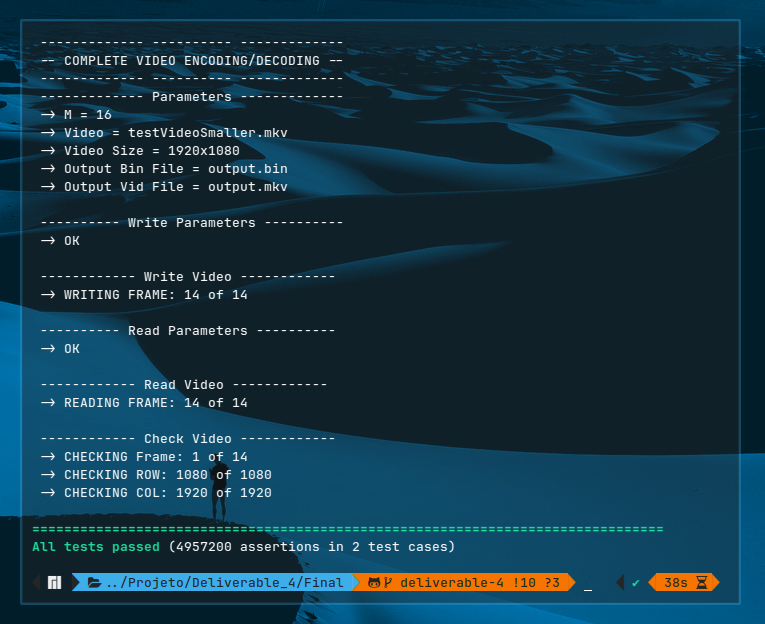 ------------- ---------- -------------
-- COMPLETE VIDEO ENCODING/DECODING --
------------- ---------- -------------
------------- Parameters -------------
-> M = 16
-> Video = testVideoSmaller.mkv
-> Video Size = 1920x1080
-> Output Bin File = output.bin
-> Output Vid File = output.mkv
---------- Write Parameters ----------
-> OK
------------ Write Video ------------
-> WRITING FRAME: 14 of 14
---------- Read Parameters ----------
-> OK
------------ Read Video ------------
-> READING FRAME: 14 of 14
------------ Check Video ------------
-> CHECKING Frame: 1 of 14
-> CHECKING ROW: 1080 of 1080
-> CHECKING COL: 1920 of 1920
===============================================================================
All tests passed (4957200 assertions in 2 test cases)
../Projeto/Deliverable_4/Final deliverable-4 !10 ?3 _ ✔ 38s